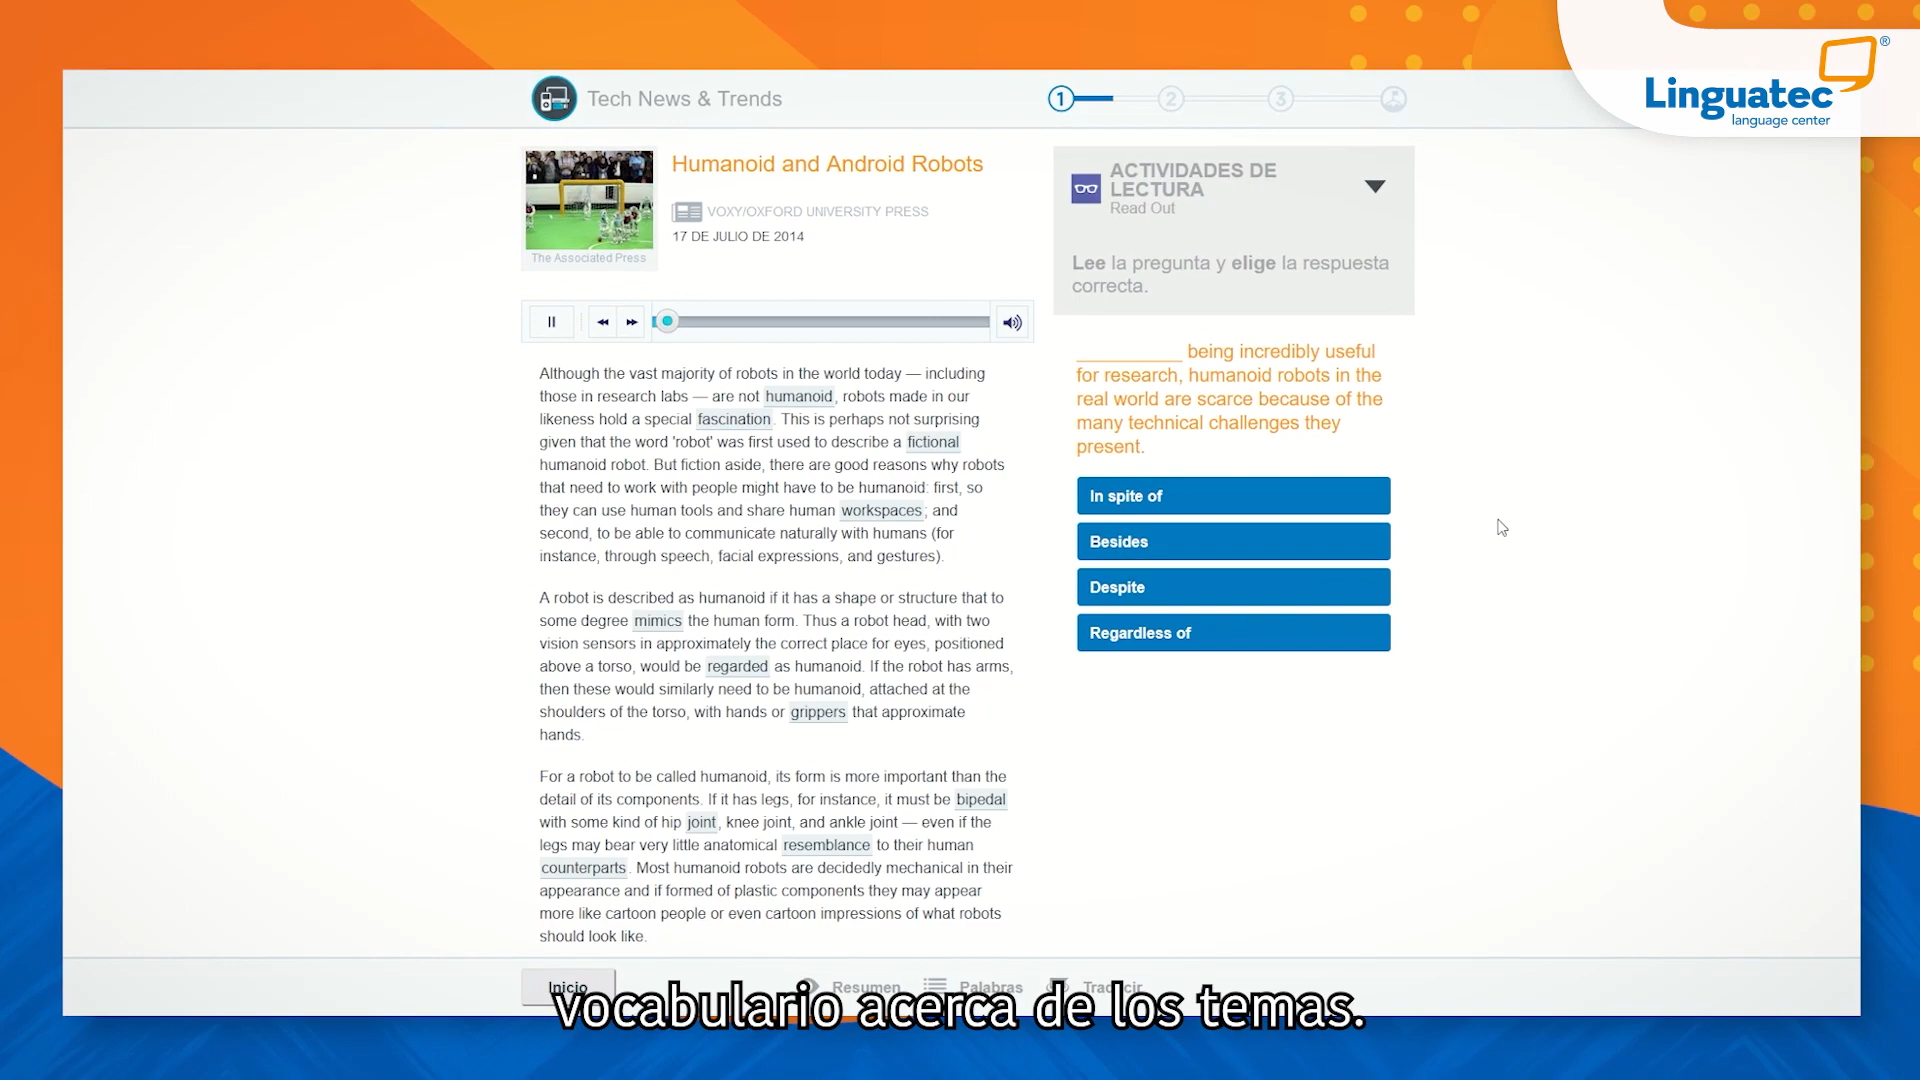 Linguatec®
language center
Tech News & Trends
1
2
3
Humanoid and Android Robots
VOXY/OXFORD UNIVERSITY PRESS
17 DE JULIO DE 2014
The Associated Press
Although the vast majority of robots in the world today — including
those in research labs — are not humanoid, robots made in our
likeness hold a special fascination. This is perhaps not surprising
given that the word 'robot' was first used to describe a fictional
humanoid robot. But fiction aside, there are good reasons why robots
that need to work with people might have to be humanoid: first, so
they can use human tools and share human workspaces; and
second, to be able to communicate naturally with humans (for
instance, through speech, facial expressions, and gestures).
A robot is described as humanoid if it has a shape or structure that to
some degree mimics the human form. Thus a robot head, with two
vision sensors in approximately the correct place for eyes, positioned
above a torso, would be regarded as humanoid. If the robot has arms,
then these would similarly need to be humanoid, attached at the
shoulders of the torso, with hands or grippers that approximate
hands.
For a robot to be called humanoid, its form is more important than the
detail of its components. If it has legs, for instance, it must be bipedal
with some kind of hip joint, knee joint, and ankle joint — even if the
legs may bear very little anatomical resemblance to their human
counterparts. Most humanoid robots are decidedly mechanical in their
appearance and if formed of plastic components they may appear
more like cartoon people or even cartoon impressions of what robots
should look like.
ACTIVIDADES DE
LECTURA
Read Out
Lee la pregunta y elige la respuesta
correcta.
__________ being incredibly useful
for research, humanoid robots in the
real world are scarce because of the
many technical challenges they
present.
In spite of
Besides
Despite
Regardless of
Inicio
Resumen
Palabras
Traducir
vocabulario acerca de los temas.